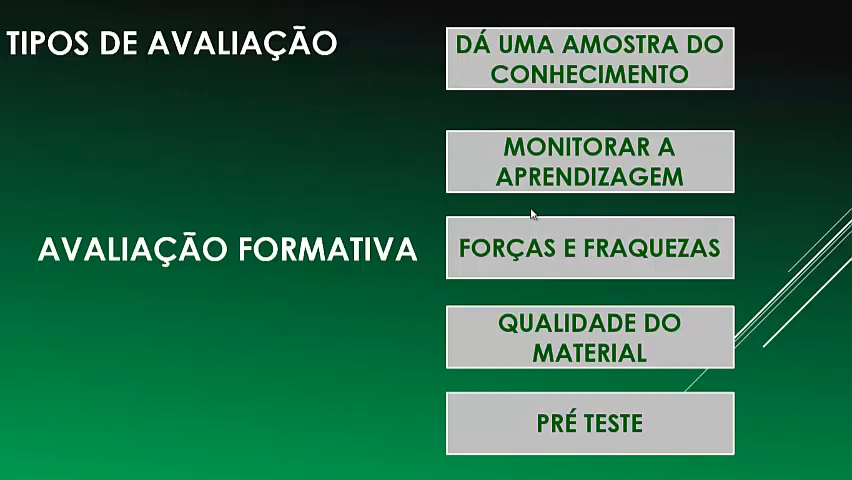 TIPOS DE AVALIAÇÃO
DÁ UMA AMOSTRA DO
CONHECIMENTO
MONITORAR A
APRENDIZAGEM
AVALIAÇÃO FORMATIVA
FORÇAS E FRAQUEZAS
QUALIDADE DO
MATERIAL
PRÉ TESTE